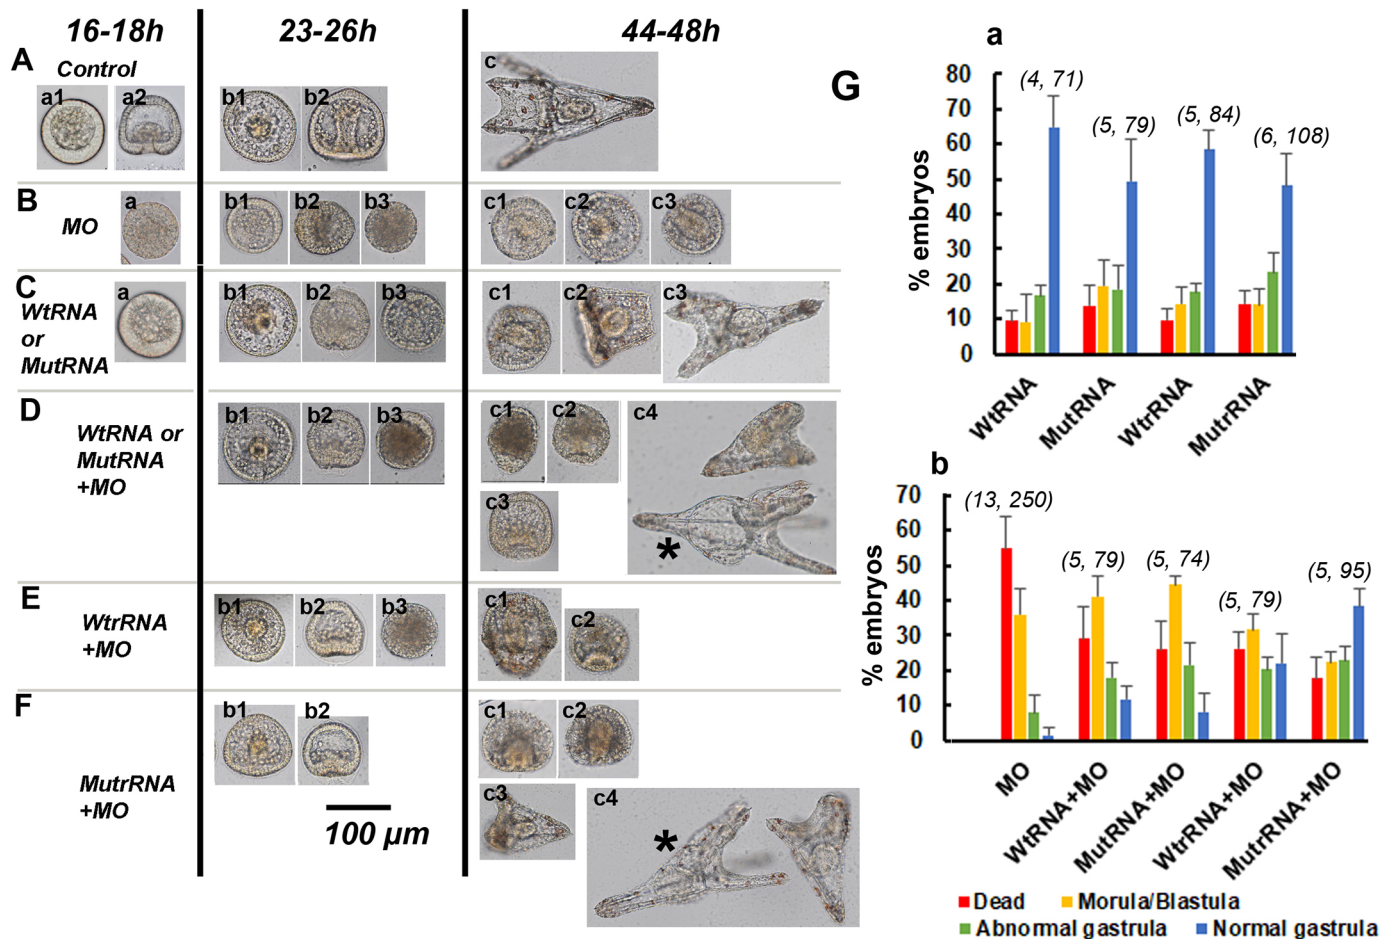 16-18h
23-26h
44-48h
A
Control
a1
a2
b1
b2
c
B
MO
a
b1
b2
b3
c1
c2
c3
C
WtRNA
or
MutRNA
a
b1
b2
b3
c1
c2
c3
D
WtRNA or
MutRNA
+MO
b1
b2
b3
c1
c2
c3
c4
*
E
WtrRNA
+MO
b1
b2
b3
c1
c2
F
MutrRNA
+MO
b1
b2
c1
c2
c3
c4
*
100 µm
G
a
% embryos
80
70
60
50
40
30
20
10
0
(4, 71)
(5, 79)
(5, 84)
(6, 108)
WtRNA
MutRNA
WtrRNA
MutrRNA
b
% embryos
70
60
50
40
30
20
10
0
(13, 250)
(5, 79)
(5, 74)
(5, 79)
(5, 95)
MO
WtRNA+MO
MutRNA+MO
WtrRNA+MO
MutrRNA+MO
Dead
Morula/Blastula
Abnormal gastrula
Normal gastrula